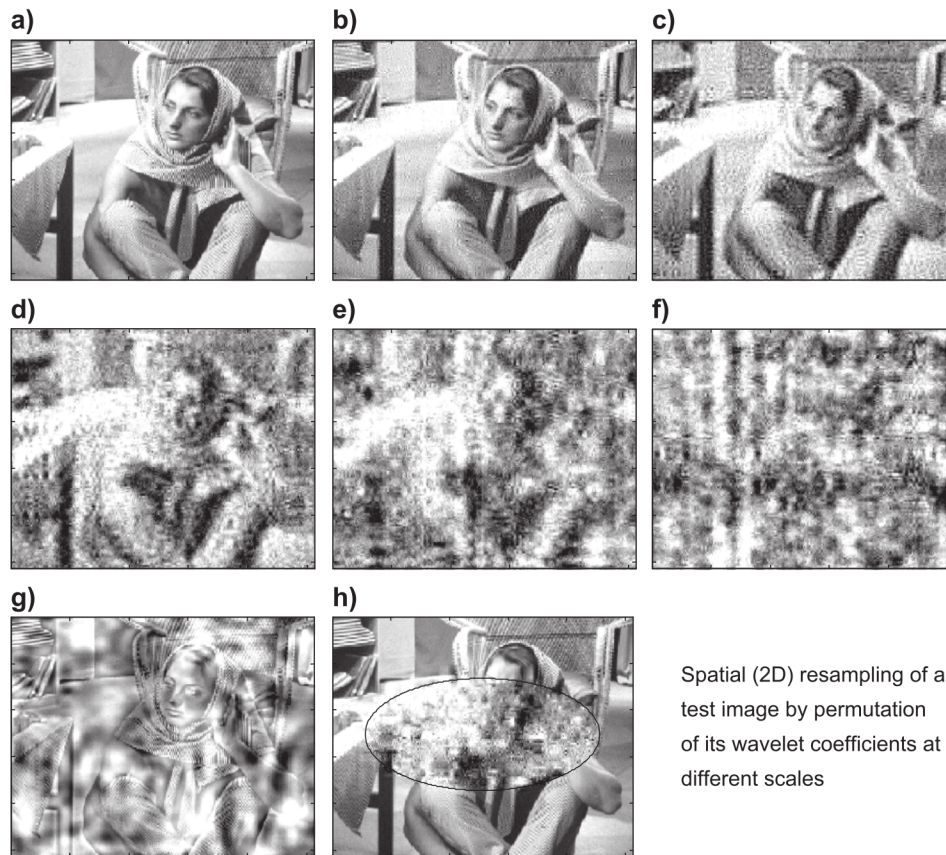 a)
b)
c)
d)
e)
f)
g)
h)
Spatial (2D) resampling of a
test image by permutation
of its wavelet coefficients at
different scales